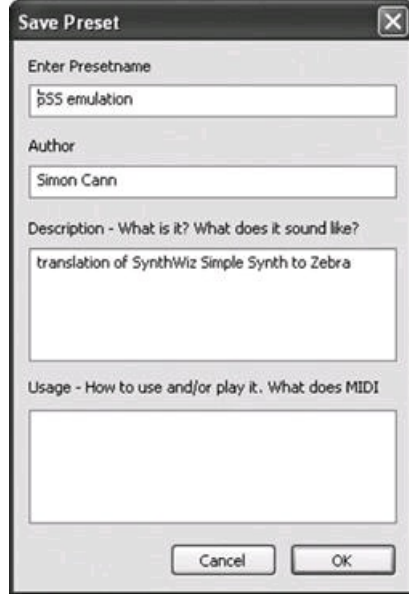 Save Preset
Enter Presetname
pSS emulation
Author
Simon Cann
Description - What is it? What does it sound like?
translation of SynthWiz Simple Synth to Zebra
Usage - How to use and/or play it. What does MIDI
Cancel
OK